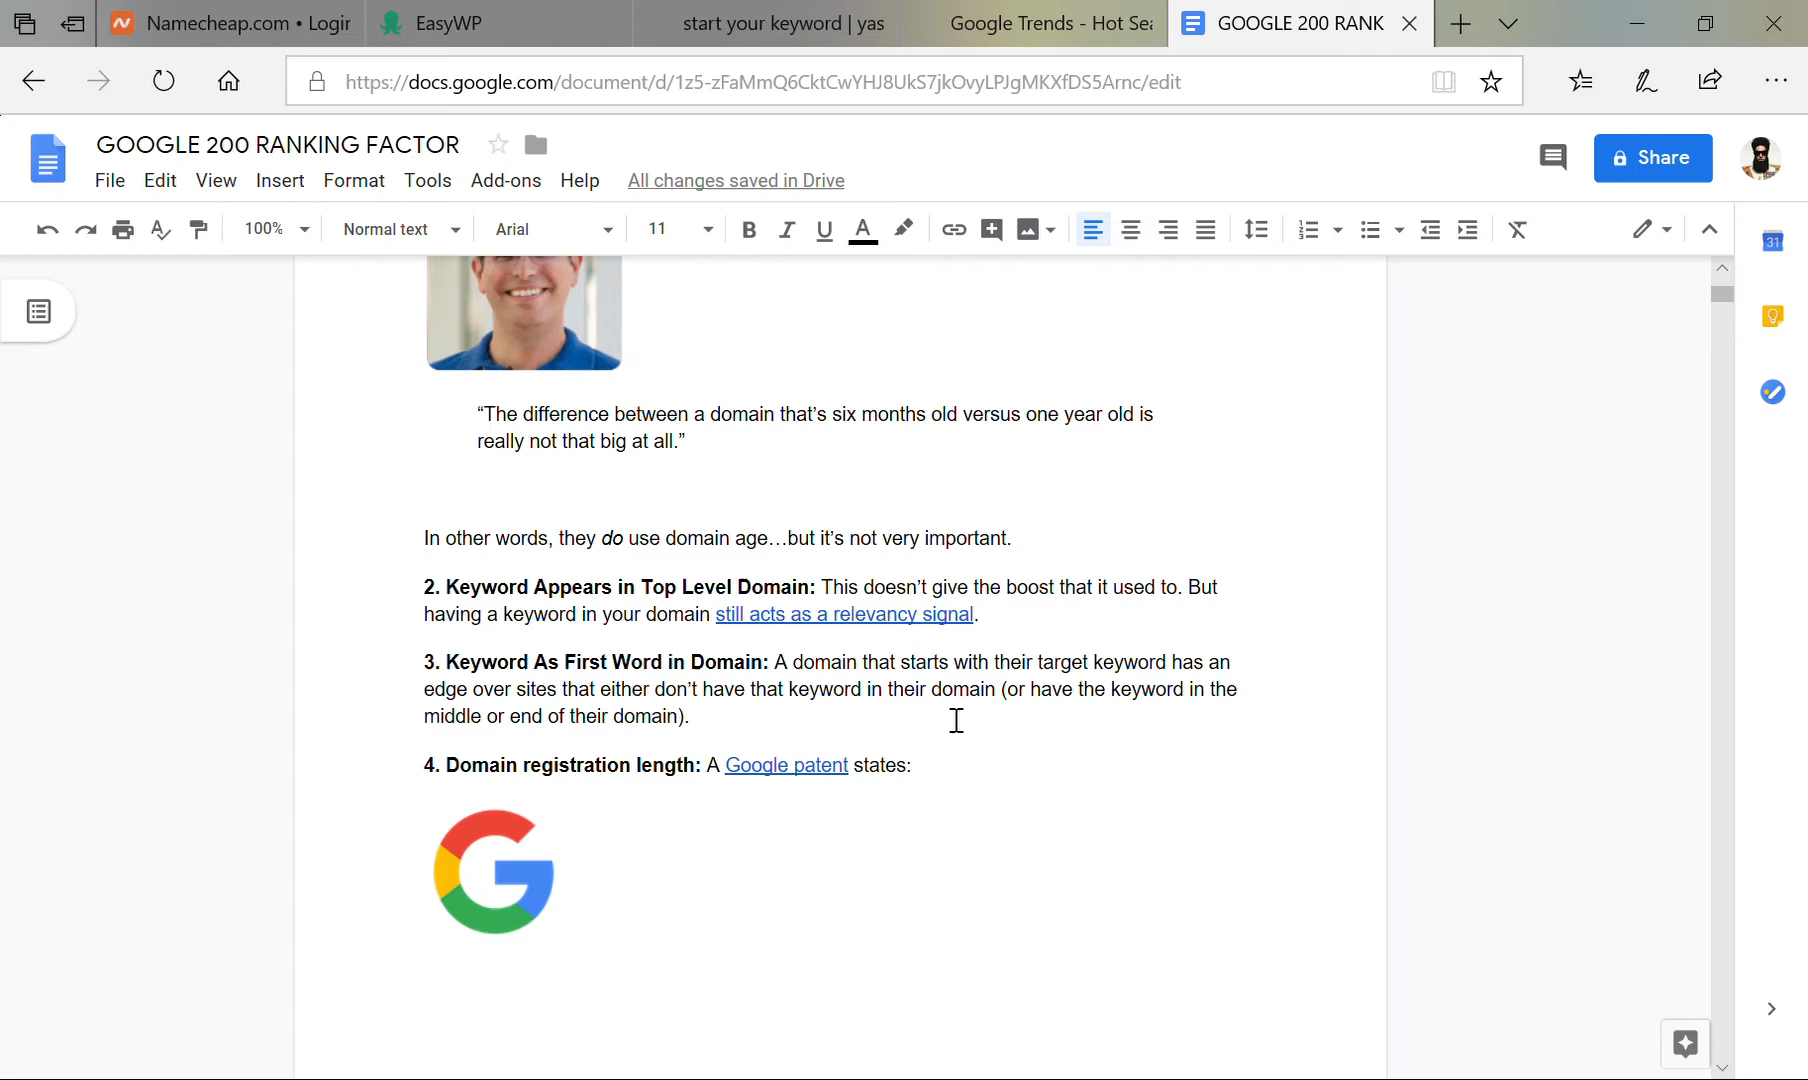 Namecheap.com • Logir
EasyWP
start your keyword | yas
Google Trends - Hot Sea
GOOGLE 200 RANK
https://docs.google.com/document/d/1z5-zFaMmQ6CktCwYHJ8UkS7jkOvyLPJgMKXfDS5Arnc/edit
GOOGLE 200 RANKING FACTOR
Share
File Edit View Insert Format Tools Add-ons Help All changes saved in Drive
100% Normal text Arial 11 B I U A
31
“The difference between a domain that’s six months old versus one year old is
really not that big at all.”
In other words, they do use domain age…but it’s not very important.
2. Keyword Appears in Top Level Domain: This doesn’t give the boost that it used to. But
having a keyword in your domain still acts as a relevancy signal.
3. Keyword As First Word in Domain: A domain that starts with their target keyword has an
edge over sites that either don’t have that keyword in their domain (or have the keyword in the
middle or end of their domain).
4. Domain registration length: A Google patent states: